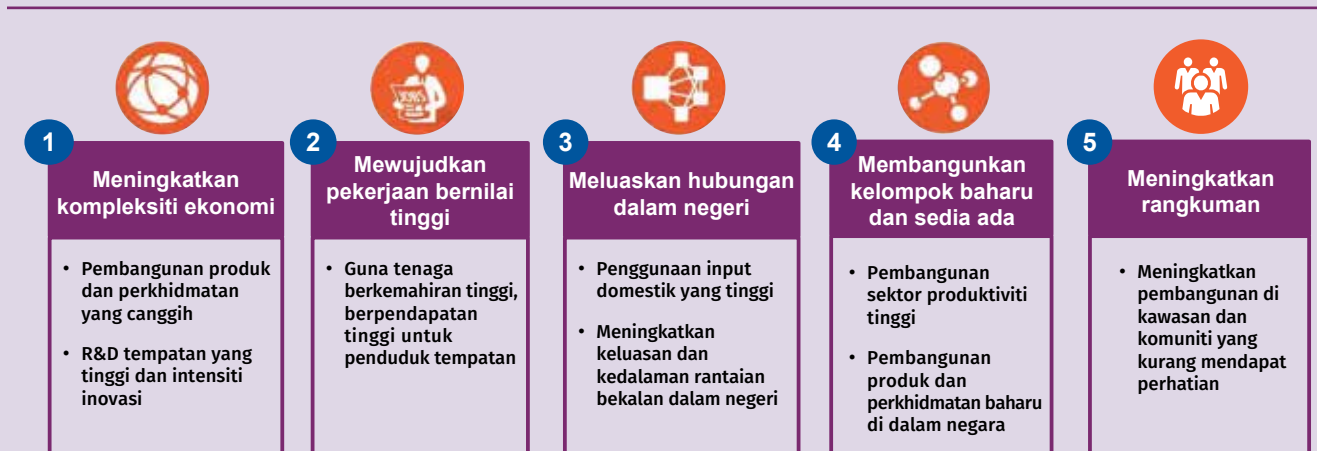 1
Meningkatkan
kompleksiti ekonomi
• Pembangunan produk
dan perkhidmatan
yang canggih
• R&D tempatan yang
tinggi dan intensiti
inovasi
JOBS
2
Mewujudkan
pekerjaan bernilai
tinggi
• Guna tenaga
berkemahiran tinggi,
berpendapatan
tinggi untuk
penduduk tempatan
3
Meluaskan hubungan
dalam negeri
• Penggunaan input
domestik yang tinggi
• Meningkatkan
keluasan dan
kedalaman rantaian
bekalan dalam negeri
4
Membangunkan
kelompok baharu
dan sedia ada
• Pembangunan
sektor produktiviti
tinggi
• Pembangunan
produk dan
perkhidmatan baharu
di dalam negara
5
Meningkatkan
rangkuman
• Meningkatkan
pembangunan di
kawasan dan
komuniti yang
kurang mendapat
perhatian